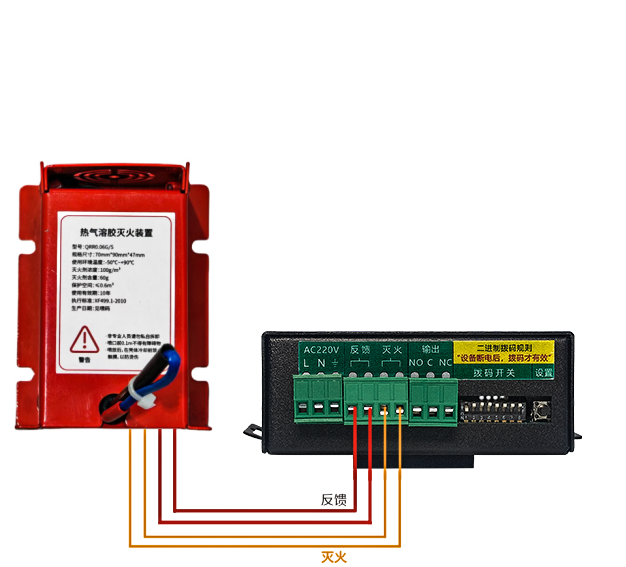 热气溶胶灭火装置
型号: QRR0.06G/S
规格尺寸: 70mm*90mm*47mm
使用环境温度: -50℃~+90℃
灭火剂浓度: 100g/m³
灭火剂含量: 60g
保护空间: ≤0.6m³
使用有效期: 10年
执行标准: XF499.1-2010
生产日期: 见喷码
警告
AC220V 反馈 灭火 输出
L N NO C NC
二进制拨码规则
"设备断电后，拨码才有效"
拨码开关 设置
反馈
灭火